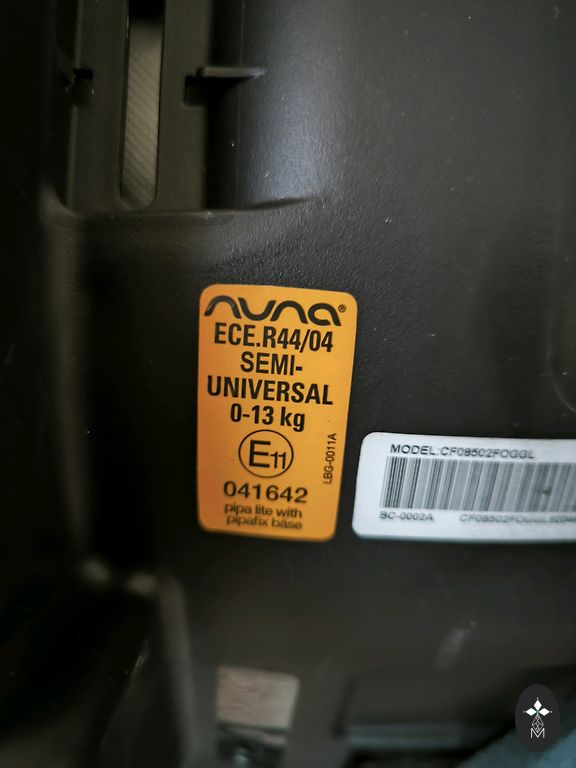 nuna®
ECE.R44/04
SEMI-
UNIVERSAL
0-13 kg
E11
041642
pipa lite with
pipafix base
LBG-0011A
MODEL:CF08502FOGGL
BC-0002A
M